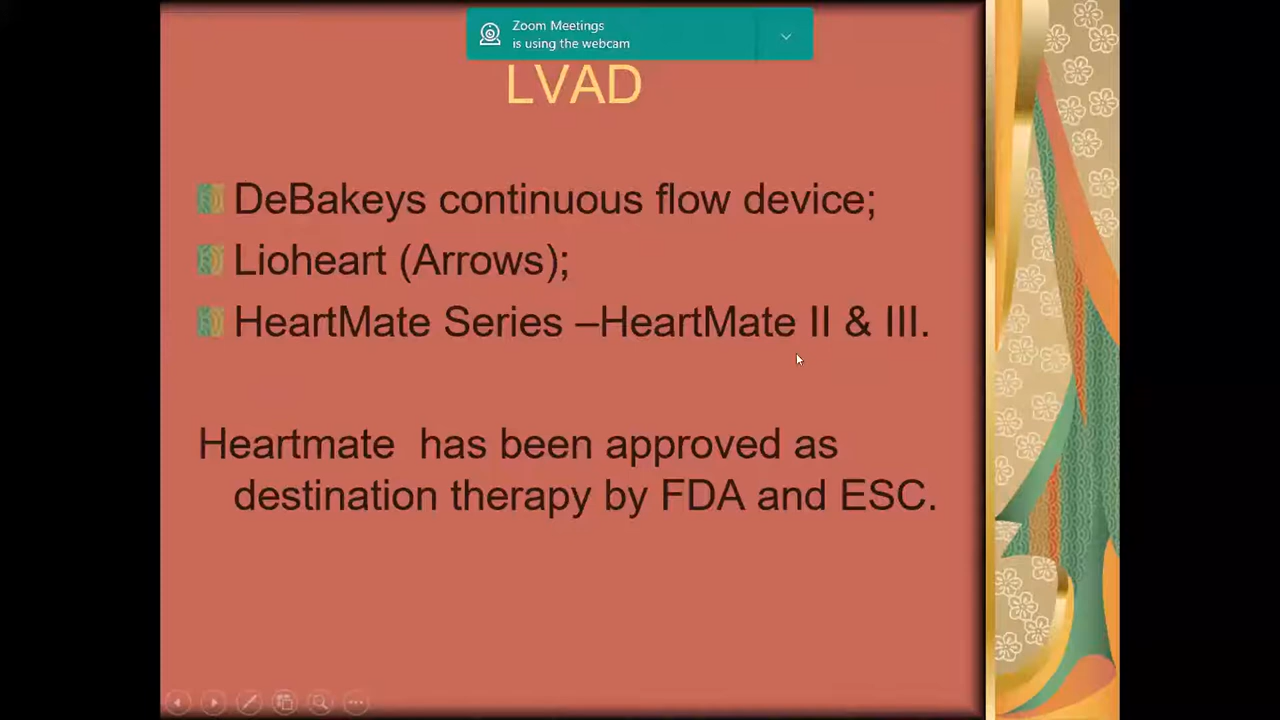 Zoom Meetings
is using the webcam
LVAD
DeBakeys continuous flow device;
Lioheart (Arrows);
HeartMate Series –HeartMate II & III.
Heartmate has been approved as
destination therapy by FDA and ESC.